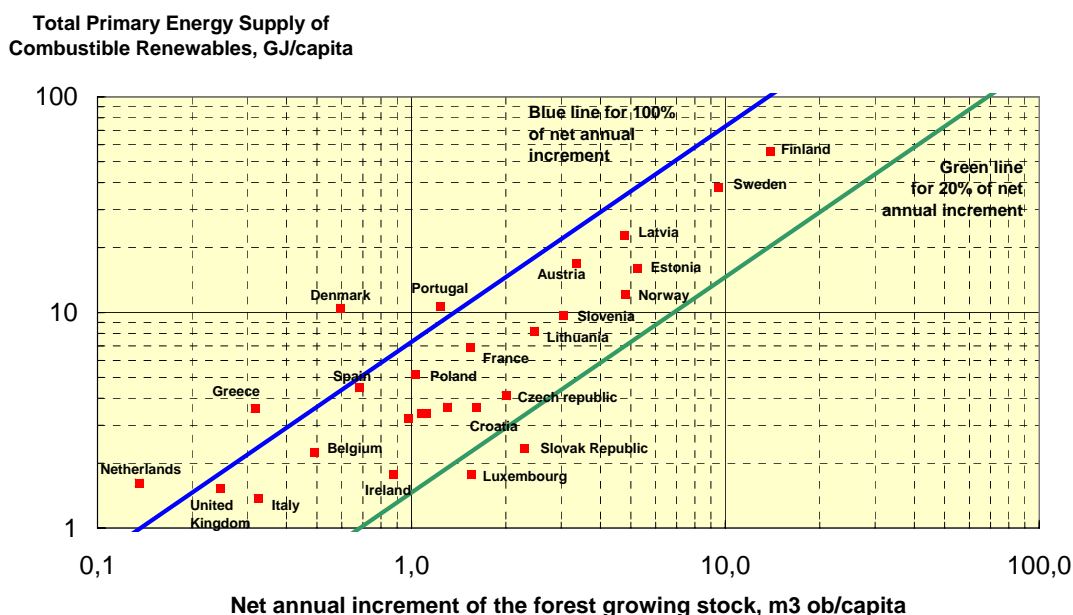 Total Primary Energy Supply of
Combustible Renewables, GJ/capita
100
Blue line for 100%
of net annual
increment
Finland
Green line
for 20% of net
annual increment
Sweden
Latvia
Austria
Estonia
Denmark
Portugal
Norway
10
Slovenia
Lithuania
France
Spain
Poland
Greece
Czech republic
Croatia
Belgium
Slovak Republic
Netherlands
Ireland
Luxembourg
United
Kingdom
Italy
1
0,1
1,0
10,0
100,0
Net annual increment of the forest growing stock, m3 ob/capita